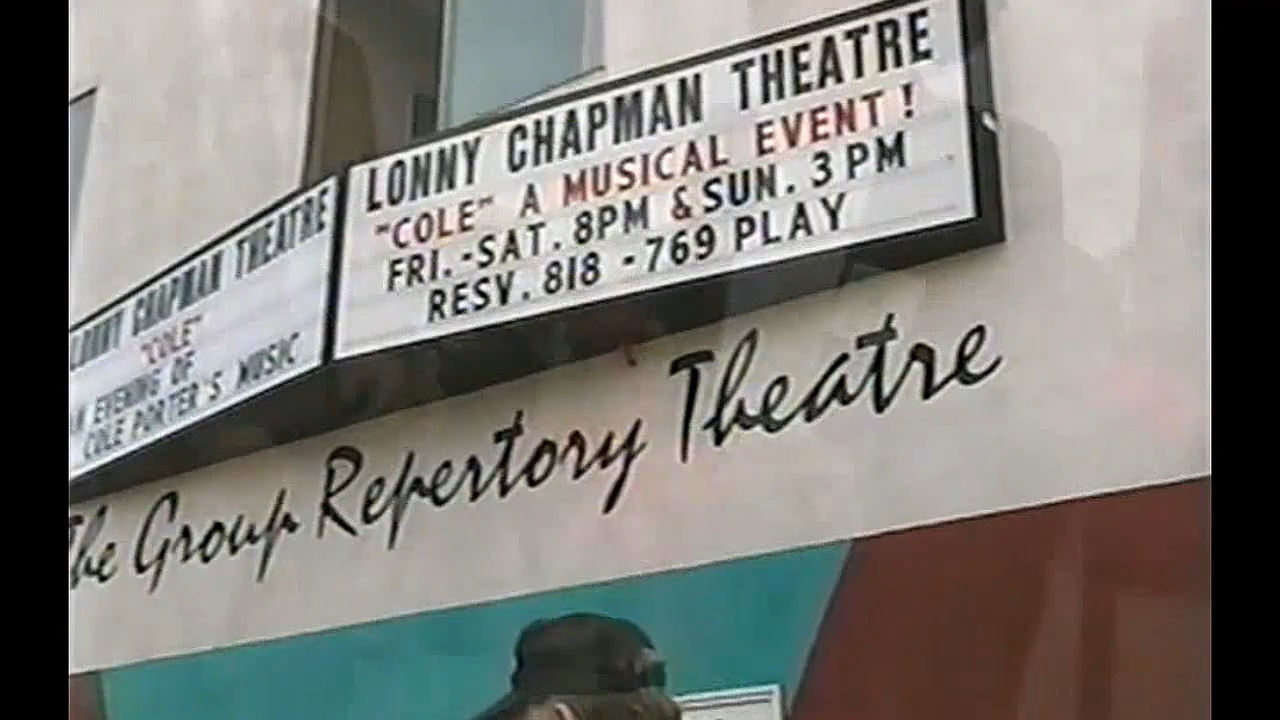 LONNY CHAPMAN THEATRE
"COLE"
AN EVENING OF
COLE PORTER'S MUSIC
LONNY CHAPMAN THEATRE
"COLE" A MUSICAL EVENT!
FRI.-SAT. 8PM & SUN. 3PM
RESV. 818-769 PLAY
The Group Repertory Theatre